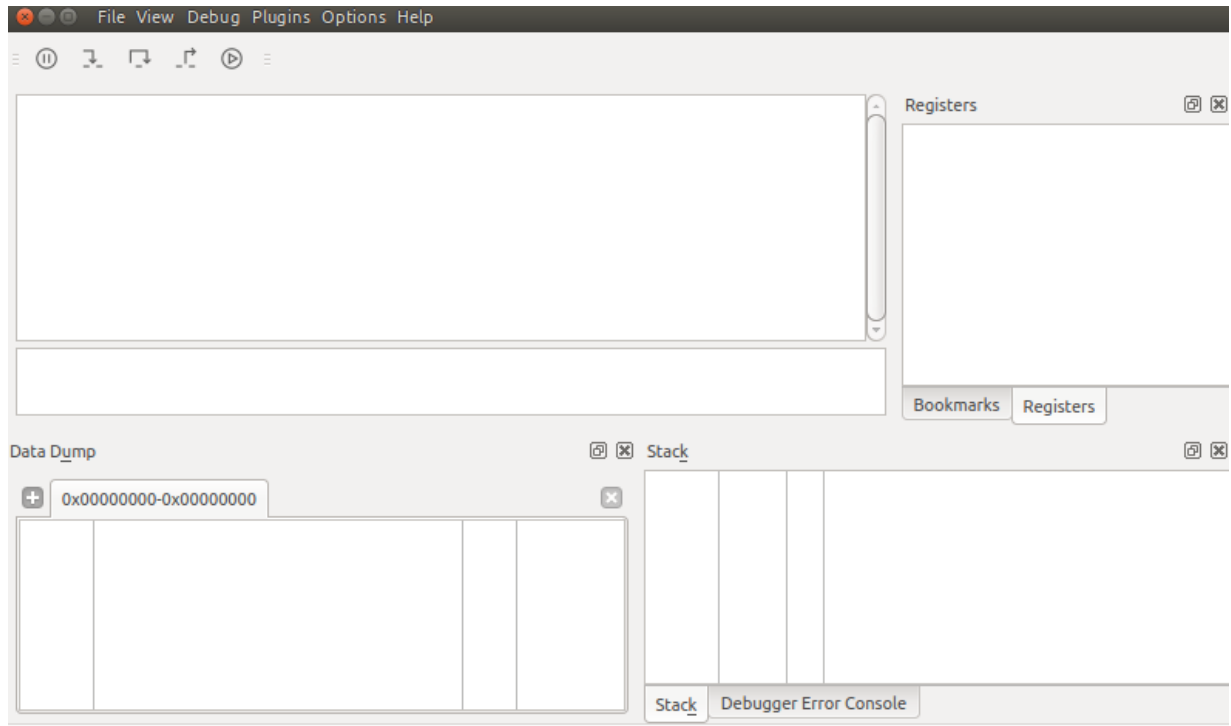 File View Debug Plugins Options Help
Registers
Bookmarks Registers
Data Dump
Stack
0x00000000-0x00000000
Stack Debugger Error Console